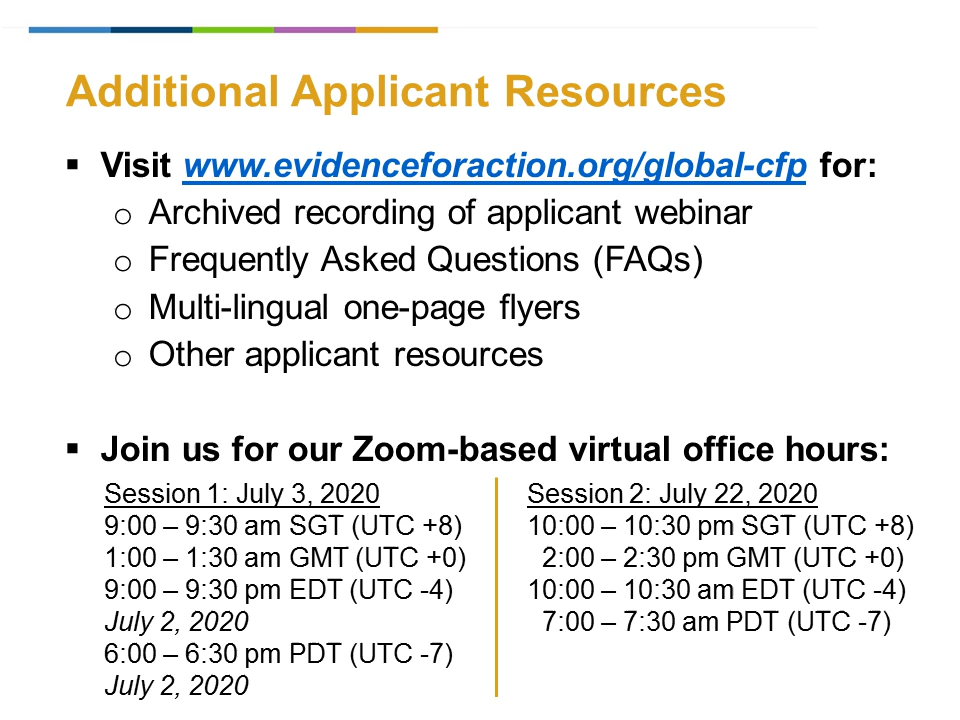 Additional Applicant Resources
▪ Visit www.evidenceforaction.org/global-cfp for:
o Archived recording of applicant webinar
o Frequently Asked Questions (FAQs)
o Multi-lingual one-page flyers
o Other applicant resources
▪ Join us for our Zoom-based virtual office hours:
Session 1: July 3, 2020
9:00 – 9:30 am SGT (UTC +8)
1:00 – 1:30 am GMT (UTC +0)
9:00 – 9:30 pm EDT (UTC -4)
July 2, 2020
6:00 – 6:30 pm PDT (UTC -7)
July 2, 2020
Session 2: July 22, 2020
10:00 – 10:30 pm SGT (UTC +8)
2:00 – 2:30 pm GMT (UTC +0)
10:00 – 10:30 am EDT (UTC -4)
7:00 – 7:30 am PDT (UTC -7)